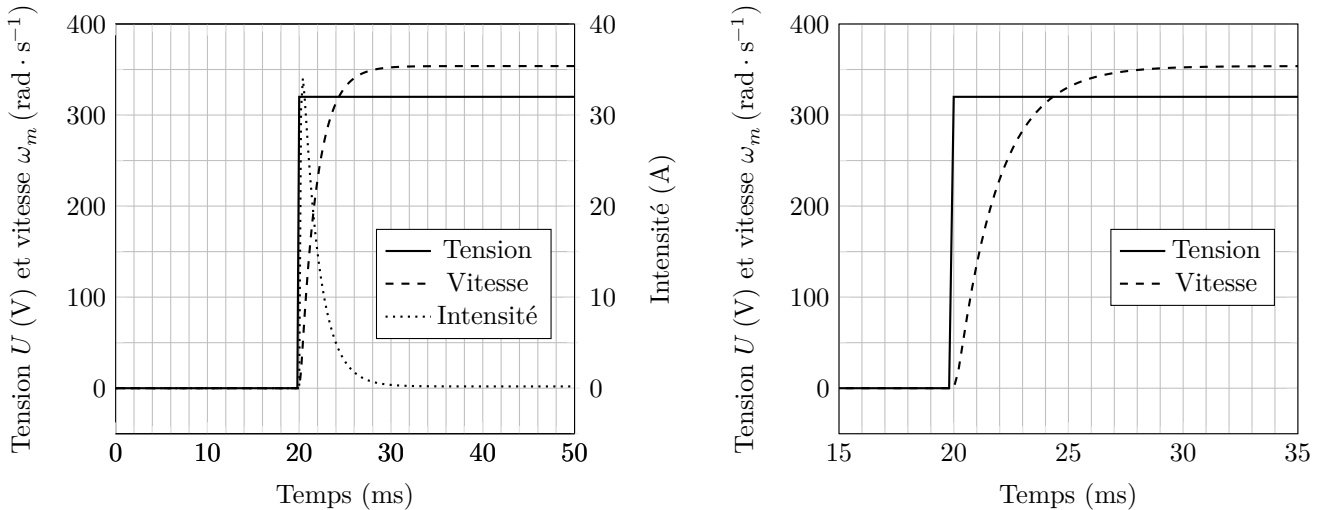 Tension U (V) et vitesse ω_m (rad · s⁻¹)
400
300
200
100
0
40
30
20
10
0
Intensité (A)
Tension
Vitesse
Intensité
0 10 20 30 40 50
Temps (ms)
Tension U (V) et vitesse ω_m (rad · s⁻¹)
400
300
200
100
0
Tension
Vitesse
15 20 25 30 35
Temps (ms)